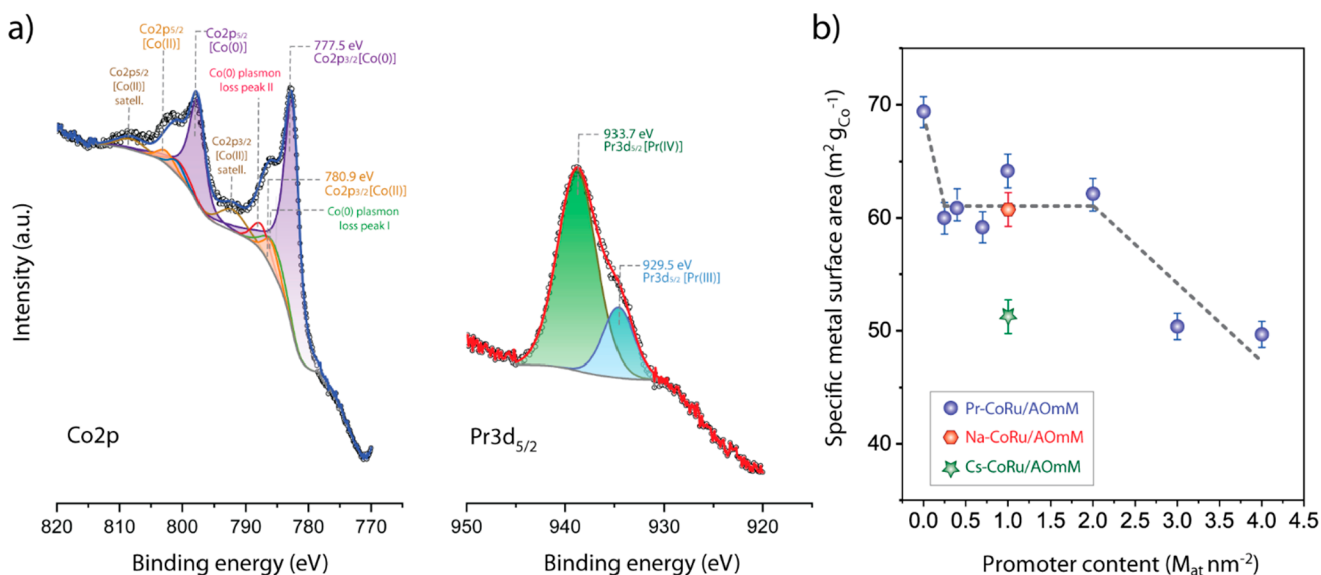 a)
Co2p5/2
[Co(II)]
Co2p5/2
[Co(0)]
777.5 eV
Co2p3/2[Co(0)]
Co2p5/2
[Co(II)]
satell.
Co(0) plasmon
loss peak II
Co2p3/2
[Co(II)]
satell.
780.9 eV
Co2p3/2[Co(II)]
Co(0) plasmon
loss peak I
Intensity (a.u.)
Co2p
820 810 800 790 780 770
Binding energy (eV)
933.7 eV
Pr3d5/2 [Pr(IV)]
929.5 eV
Pr3d5/2 [Pr(III)]
Pr3d5/2
950 940 930 920
Binding energy (eV)
b)
Specific metal surface area (m² gCo⁻¹)
70
60
50
40
Pr-CoRu/AOmM
Na-CoRu/AOmM
Cs-CoRu/AOmM
0.0 0.5 1.0 1.5 2.0 2.5 3.0 3.5 4.0 4.5
Promoter content (Mat nm⁻²)